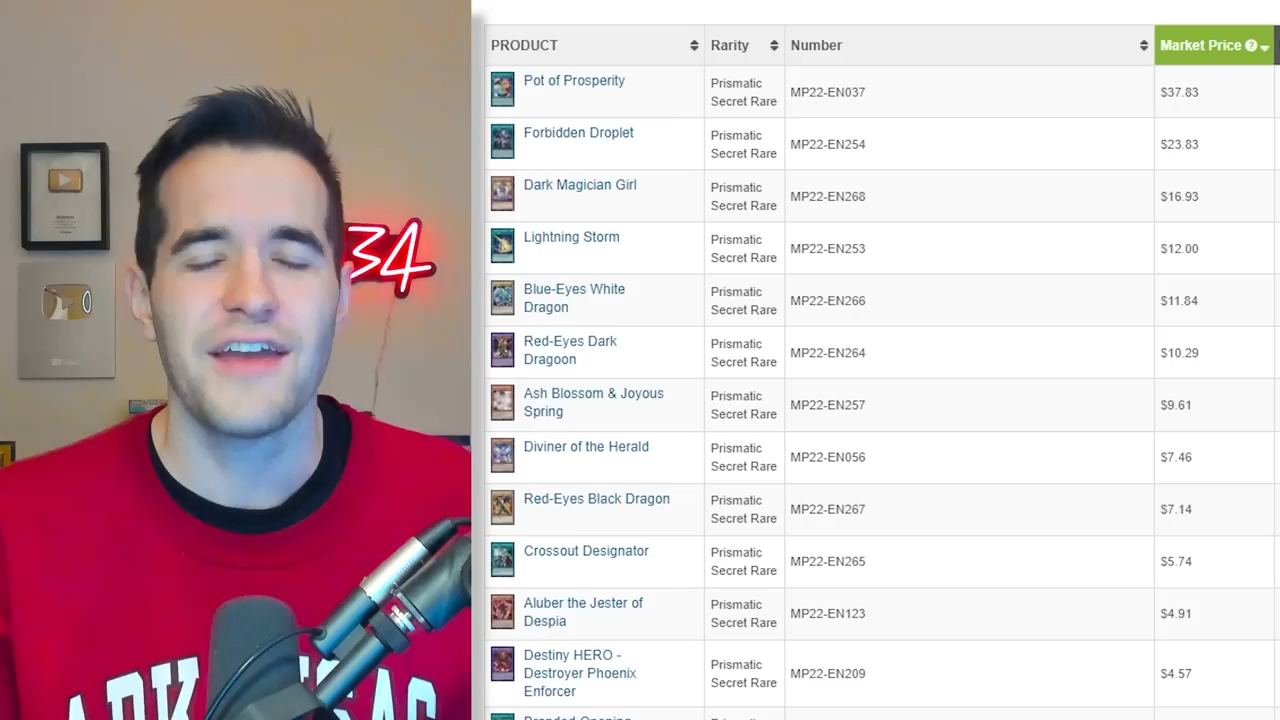 PRODUCT Rarity Number Market Price
Pot of Prosperity Prismatic Secret Rare MP22-EN037 $37.83
Forbidden Droplet Prismatic Secret Rare MP22-EN254 $23.83
Dark Magician Girl Prismatic Secret Rare MP22-EN268 $16.93
Lightning Storm Prismatic Secret Rare MP22-EN253 $12.00
Blue-Eyes White Dragon Prismatic Secret Rare MP22-EN266 $11.84
Red-Eyes Dark Dragoon Prismatic Secret Rare MP22-EN264 $10.29
Ash Blossom & Joyous Spring Prismatic Secret Rare MP22-EN257 $9.61
Diviner of the Herald Prismatic Secret Rare MP22-EN056 $7.46
Red-Eyes Black Dragon Prismatic Secret Rare MP22-EN267 $7.14
Crossout Designator Prismatic Secret Rare MP22-EN265 $5.74
Aluber the Jester of Despia Prismatic Secret Rare MP22-EN123 $4.91
Destiny HERO - Destroyer Phoenix Enforcer Prismatic Secret Rare MP22-EN209 $4.57
34